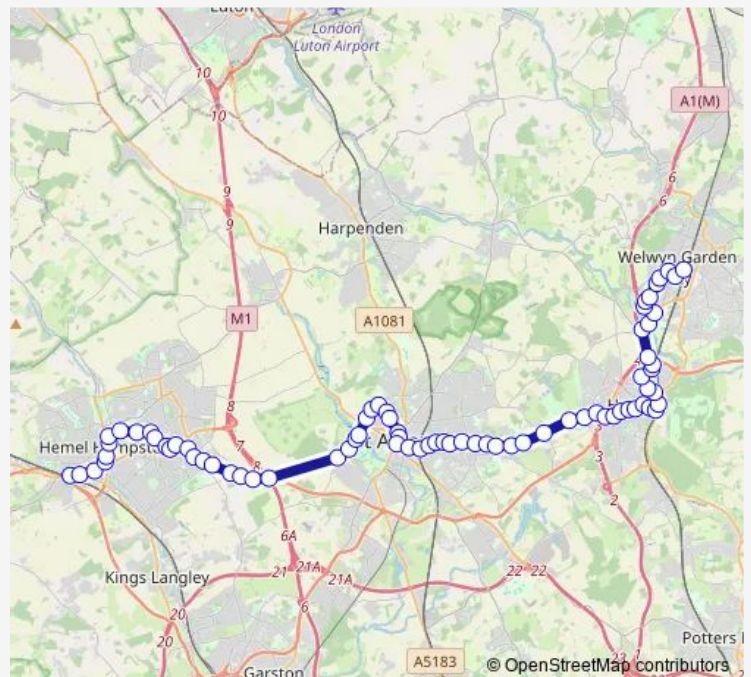 Luton
London
Luton Airport
10
10
A1(M)
6
6
9
9
Harpenden
Welwyn Garden
M1
A1081
4
8
7
8
Hemel
3
3
2
6A
Kings Langley
21
21A
21A
22
22
6
20
20
Potters
23
1
A5183
Garston
© OpenStreetMap contributors